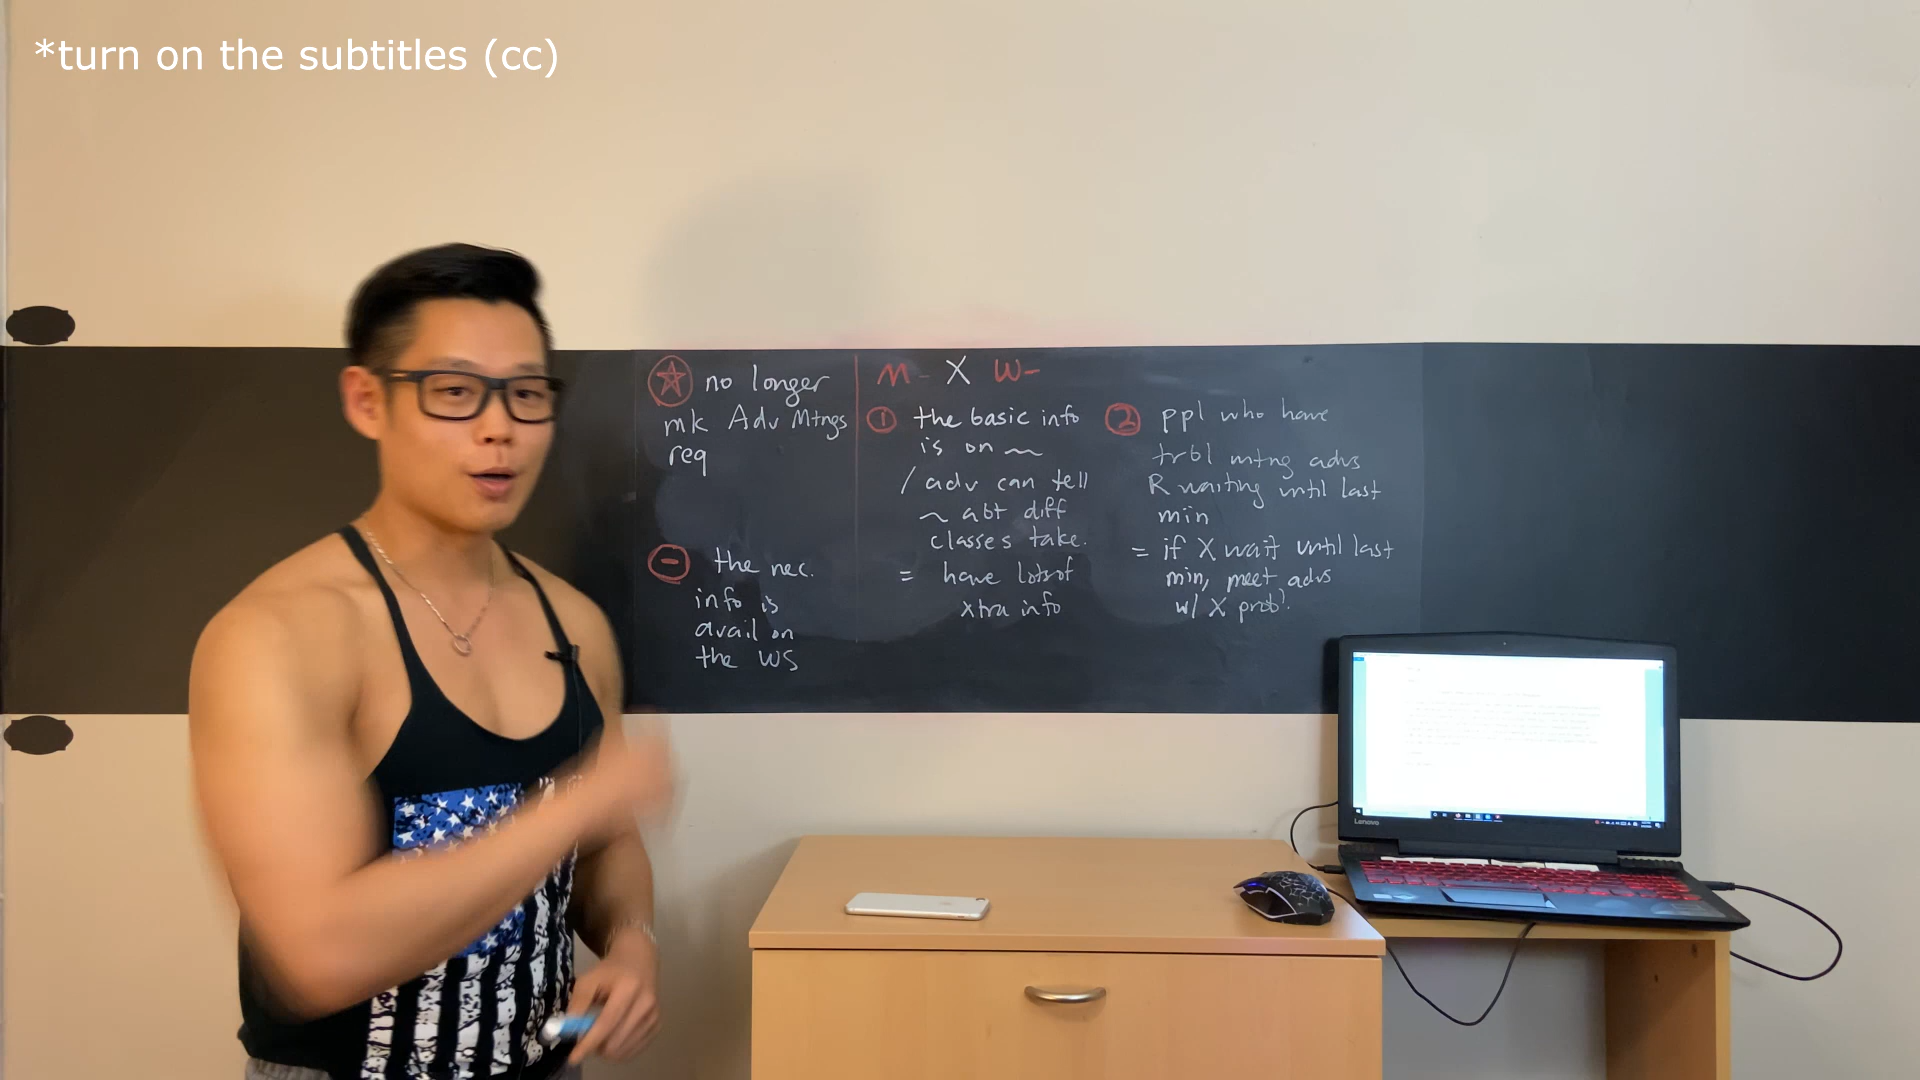 *turn on the subtitles (cc)
no longer
mk Adv Mtngs
req
the nec.
info is
avail on
the WS
M - X W-
1 the basic info
is on ~
/ adv can tell
~ abt diff
classes take.
= have lots of
xtra info
2 ppl who have
trbl mtng advs
R waiting until last
min
= if X wait until last
min, meet advs
w/ X prob!
Lenovo